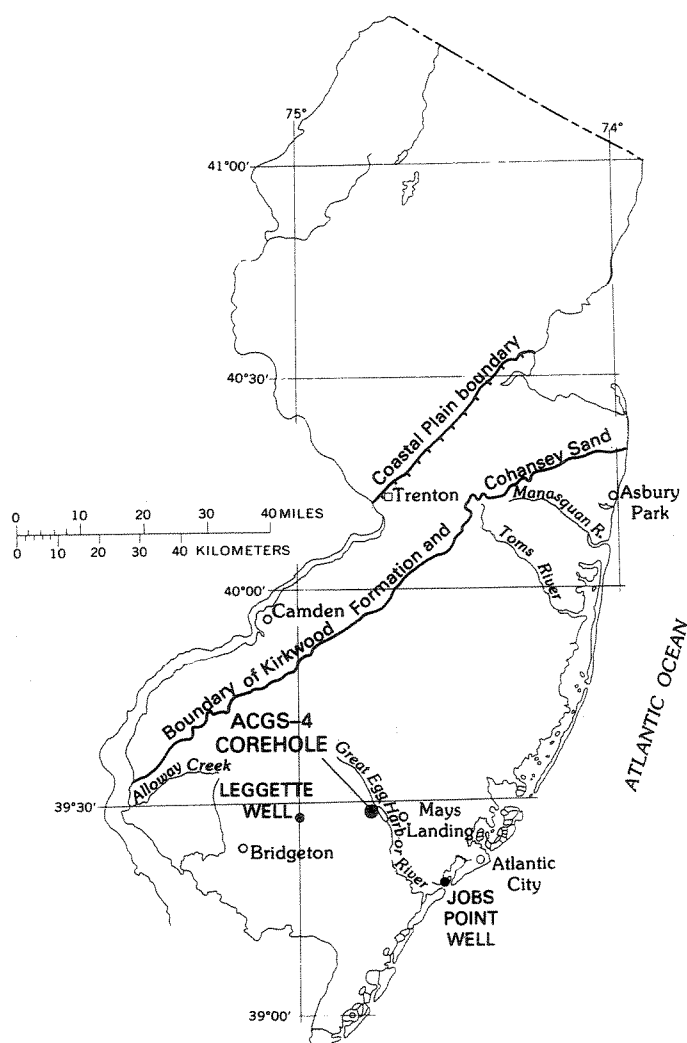 75°
74°
41°00'
40°30'
Coastal Plain boundary
Cohansey Sand
Trenton
Manasquan R.
Asbury
Park
0 20 30 40 MILES
0 10 20 30 40 KILOMETERS
Toms River
40°00'
Camden
Boundary of Kirkwood Formation and
ATLANTIC OCEAN
ACGS-4
COREHOLE
Great Egg Harbor River
Alloway Creek
LEGGETTE
WELL
39°30'
Mays
Landing
Bridgeton
Atlantic
City
JOBS
POINT
WELL
39°00'